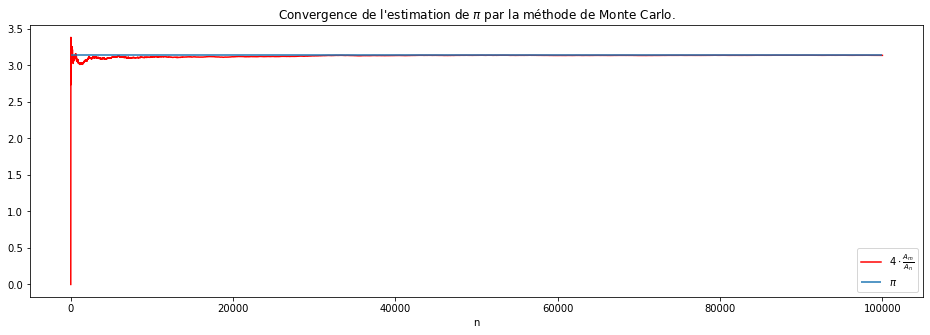 Convergence de l'estimation de π par la méthode de Monte Carlo.
3.5
3.0
2.5
2.0
1.5
1.0
0.5
0.0
4 · A_m/A_n
π
0 20000 40000 60000 80000 100000
n